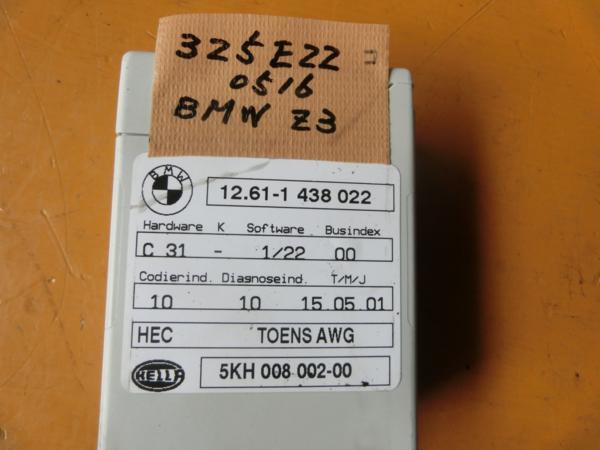 325E22
0516
BMW Z3
BMW
12.61-1 438 022
Hardware K Software Busindex
C 31 - 1/22 00
Codierind. Diagnoseind. T/M/J
10 10 15.05.01
HEC TOENS AWG
HELLA 5KH 008 002-00